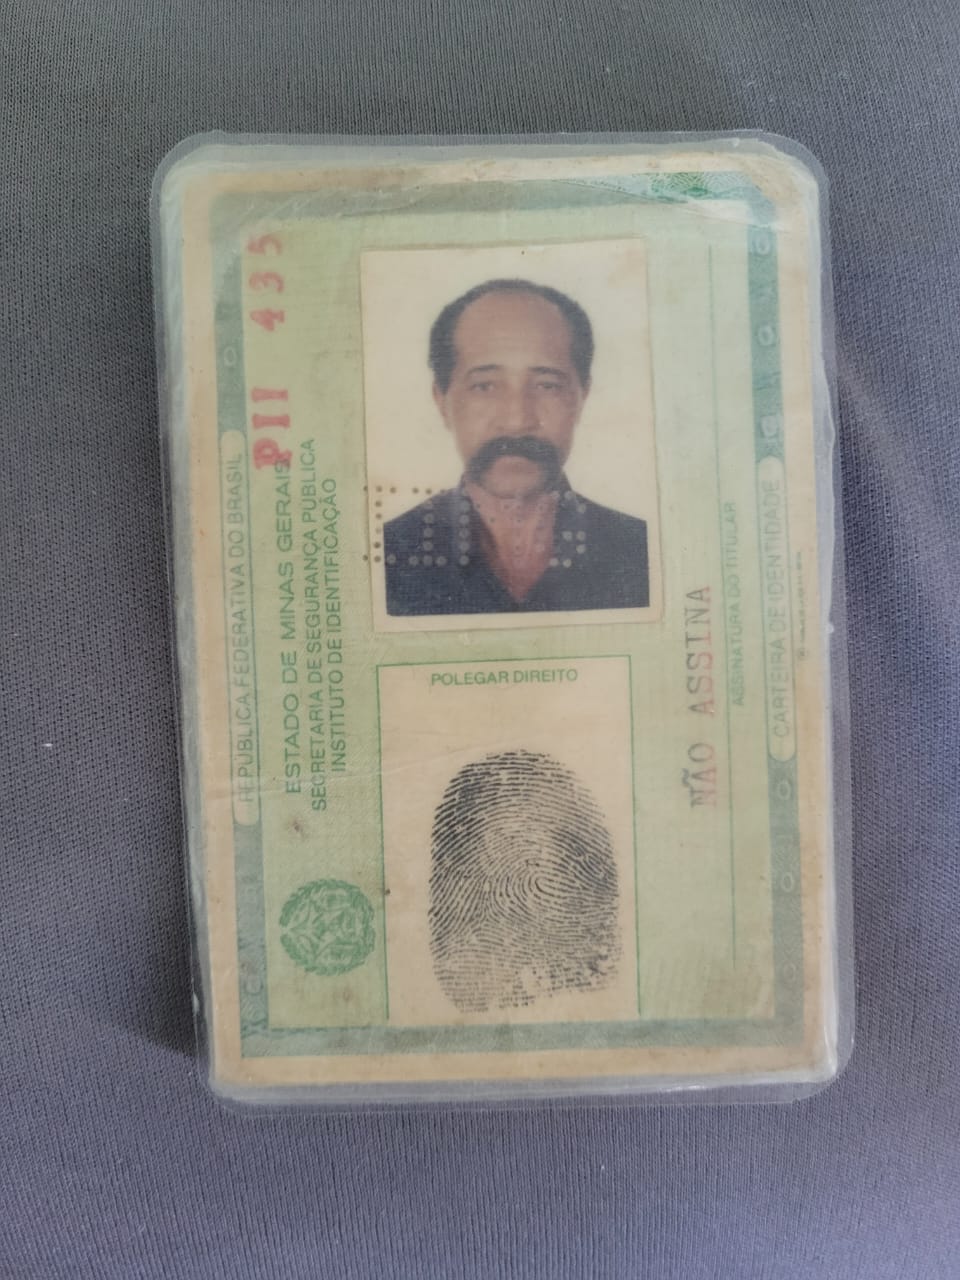 REPÚBLICA FEDERATIVA DO BRASIL
PII 435
ESTADO DE MINAS GERAIS
SECRETARIA DE SEGURANÇA PÚBLICA
INSTITUTO DE IDENTIFICAÇÃO
POLEGAR DIREITO
NÃO ASSINA
ASSINATURA DO TITULAR
CARTEIRA DE IDENTIDADE